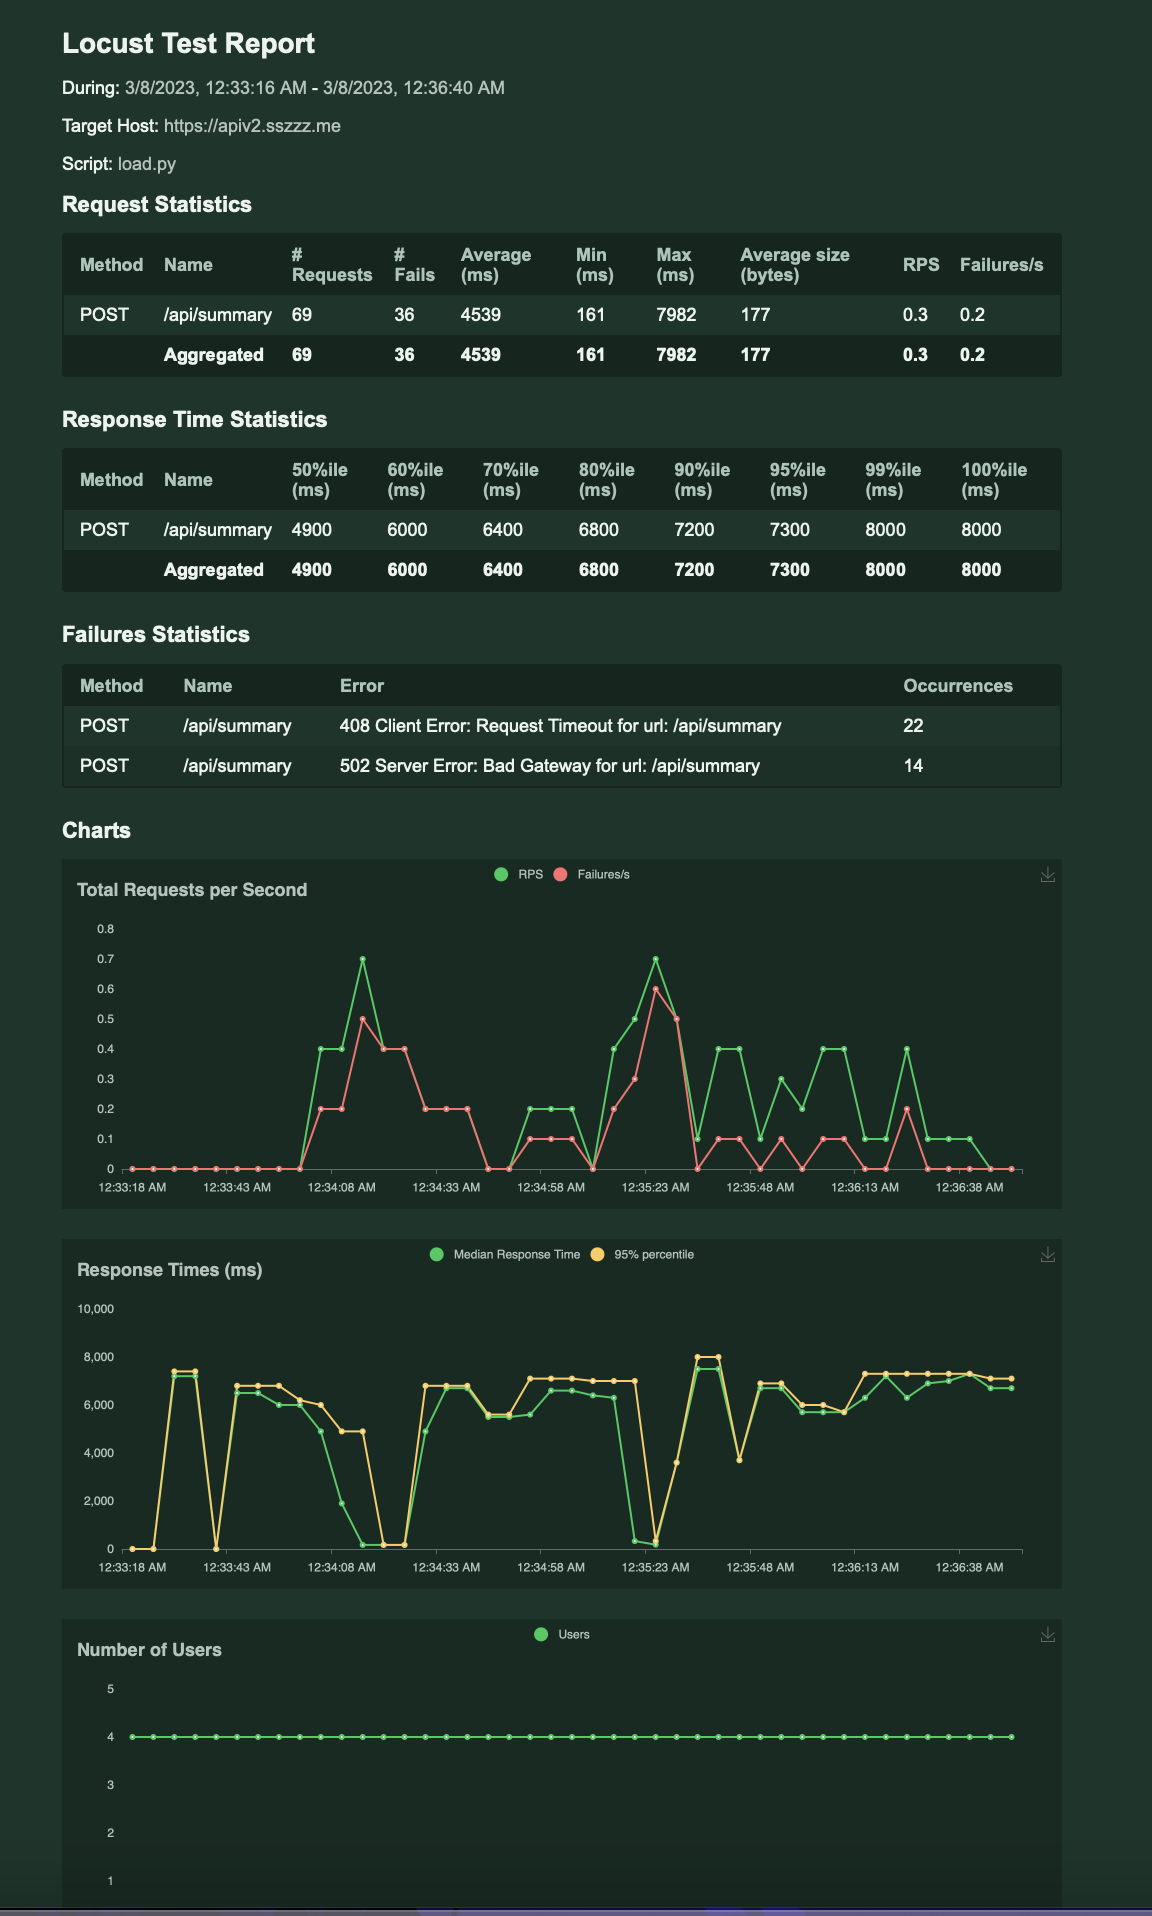 Locust Test Report
During: 3/8/2023, 12:33:16 AM - 3/8/2023, 12:36:40 AM
Target Host: https://apiv2.sszzz.me
Script: load.py
Request Statistics
Method Name # Requests # Fails Average (ms) Min (ms) Max (ms) Average size (bytes) RPS Failures/s
POST /api/summary 69 36 4539 161 7982 177 0.3 0.2
Aggregated 69 36 4539 161 7982 177 0.3 0.2
Response Time Statistics
Method Name 50%ile (ms) 60%ile (ms) 70%ile (ms) 80%ile (ms) 90%ile (ms) 95%ile (ms) 99%ile (ms) 100%ile (ms)
POST /api/summary 4900 6000 6400 6800 7200 7300 8000 8000
Aggregated 4900 6000 6400 6800 7200 7300 8000 8000
Failures Statistics
Method Name Error Occurrences
POST /api/summary 408 Client Error: Request Timeout for url: /api/summary 22
POST /api/summary 502 Server Error: Bad Gateway for url: /api/summary 14
Charts
RPS Failures/s
Total Requests per Second
0.8
0.7
0.6
0.5
0.4
0.3
0.2
0.1
0
12:33:18 AM 12:33:43 AM 12:34:08 AM 12:34:33 AM 12:34:58 AM 12:35:23 AM 12:35:48 AM 12:36:13 AM 12:36:38 AM
Median Response Time 95% percentile
Response Times (ms)
10,000
8,000
6,000
4,000
2,000
0
12:33:18 AM 12:33:43 AM 12:34:08 AM 12:34:33 AM 12:34:58 AM 12:35:23 AM 12:35:48 AM 12:36:13 AM 12:36:38 AM
Users
Number of Users
5
4
3
2
1